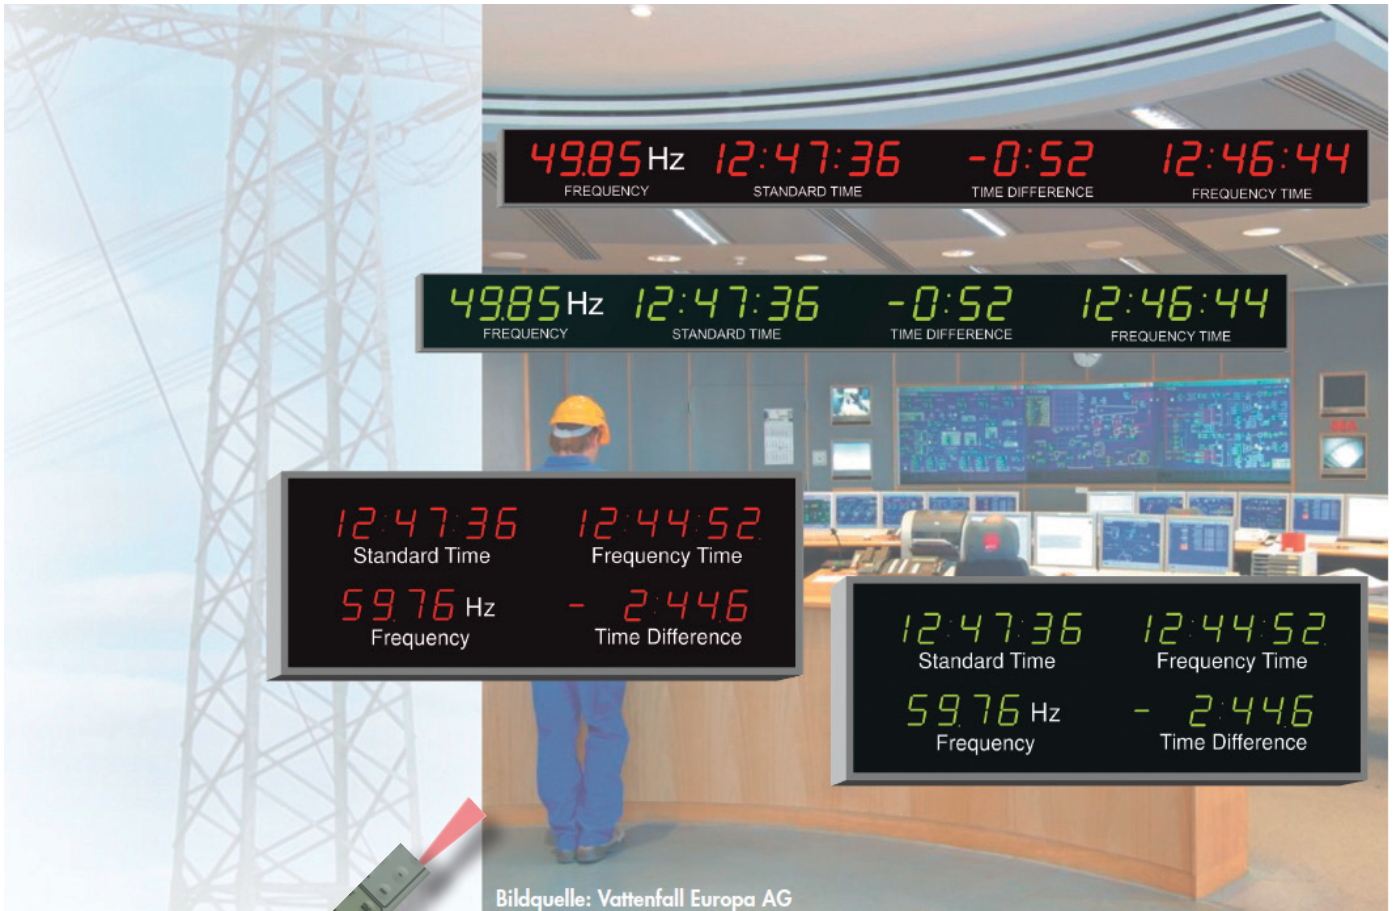 49.85 Hz 12:47:36 -0:52 12:46:44
FREQUENCY STANDARD TIME TIME DIFFERENCE FREQUENCY TIME
49.85 Hz 12:47:36 -0:52 12:46:44
FREQUENCY STANDARD TIME TIME DIFFERENCE FREQUENCY TIME
12:47:36 12:44:52.
Standard Time Frequency Time
59.76 Hz - 2:44.6
Frequency Time Difference
12:47:36 12:44:52.
Standard Time Frequency Time
59.76 Hz - 2:44.6
Frequency Time Difference
Bildquelle: Vattenfall Europa AG